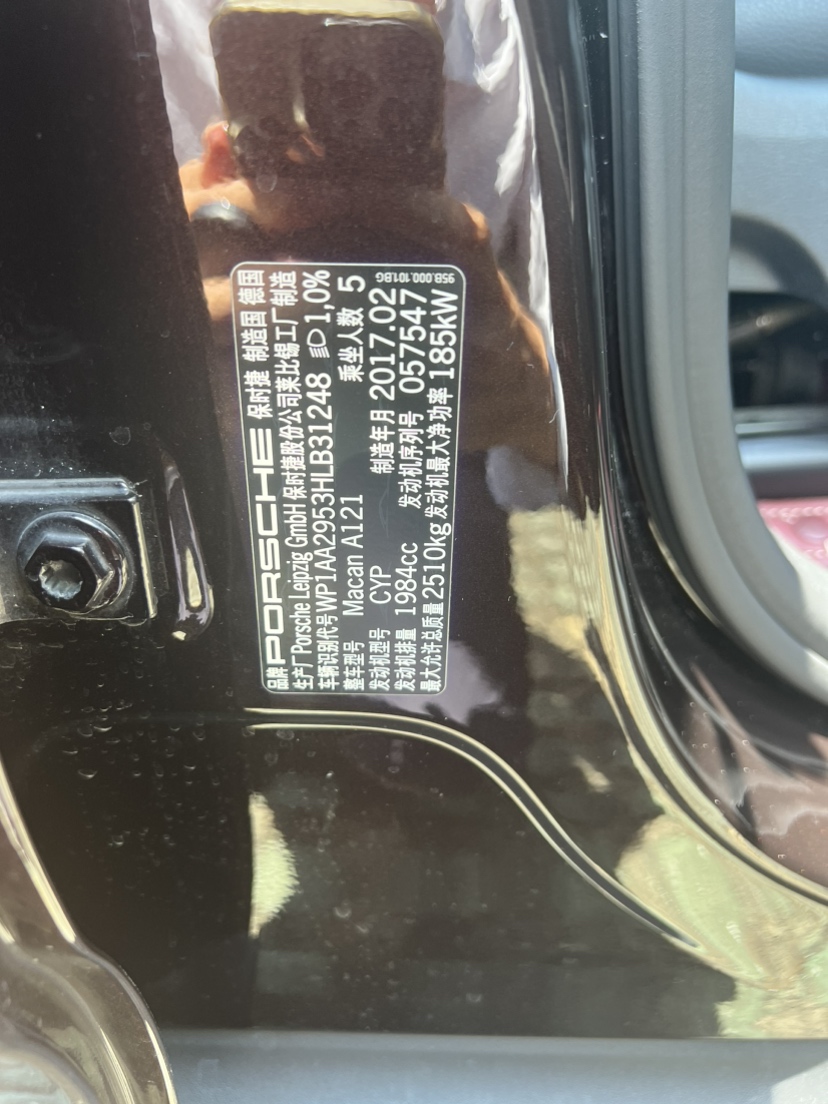 品牌 PORSCHE 保时捷 制造国 德国
生产厂 Porsche Leipzig GmbH 保时捷股份公司莱比锡工厂制造
车辆识别代号 WP1AA2953HLB31248 1,0%
整车型号 Macan A121 乘坐人数 5
发动机型号 CYP 制造年月 2017.02
发动机排量 1984cc 发动机序列号 057547
最大允许总质量 2510kg 发动机最大净功率 185kW
95B.000.101.BG